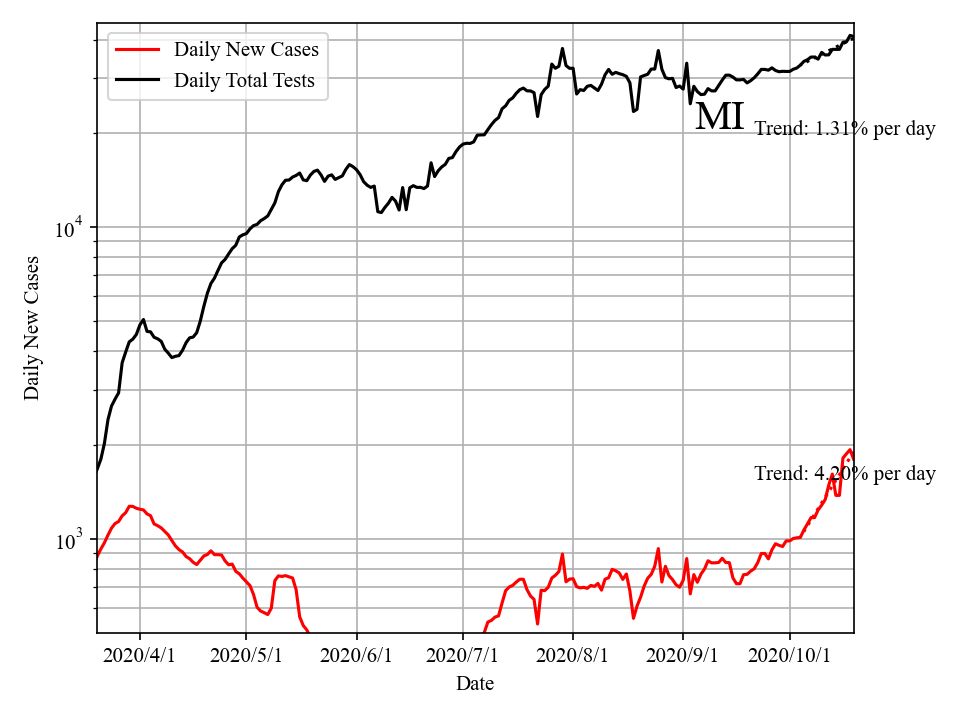 Daily New Cases
Daily Total Tests
MI
Trend: 1.31% per day
10^4
Daily New Cases
Trend: 4.20% per day
10^3
2020/4/1 2020/5/1 2020/6/1 2020/7/1 2020/8/1 2020/9/1 2020/10/1
Date